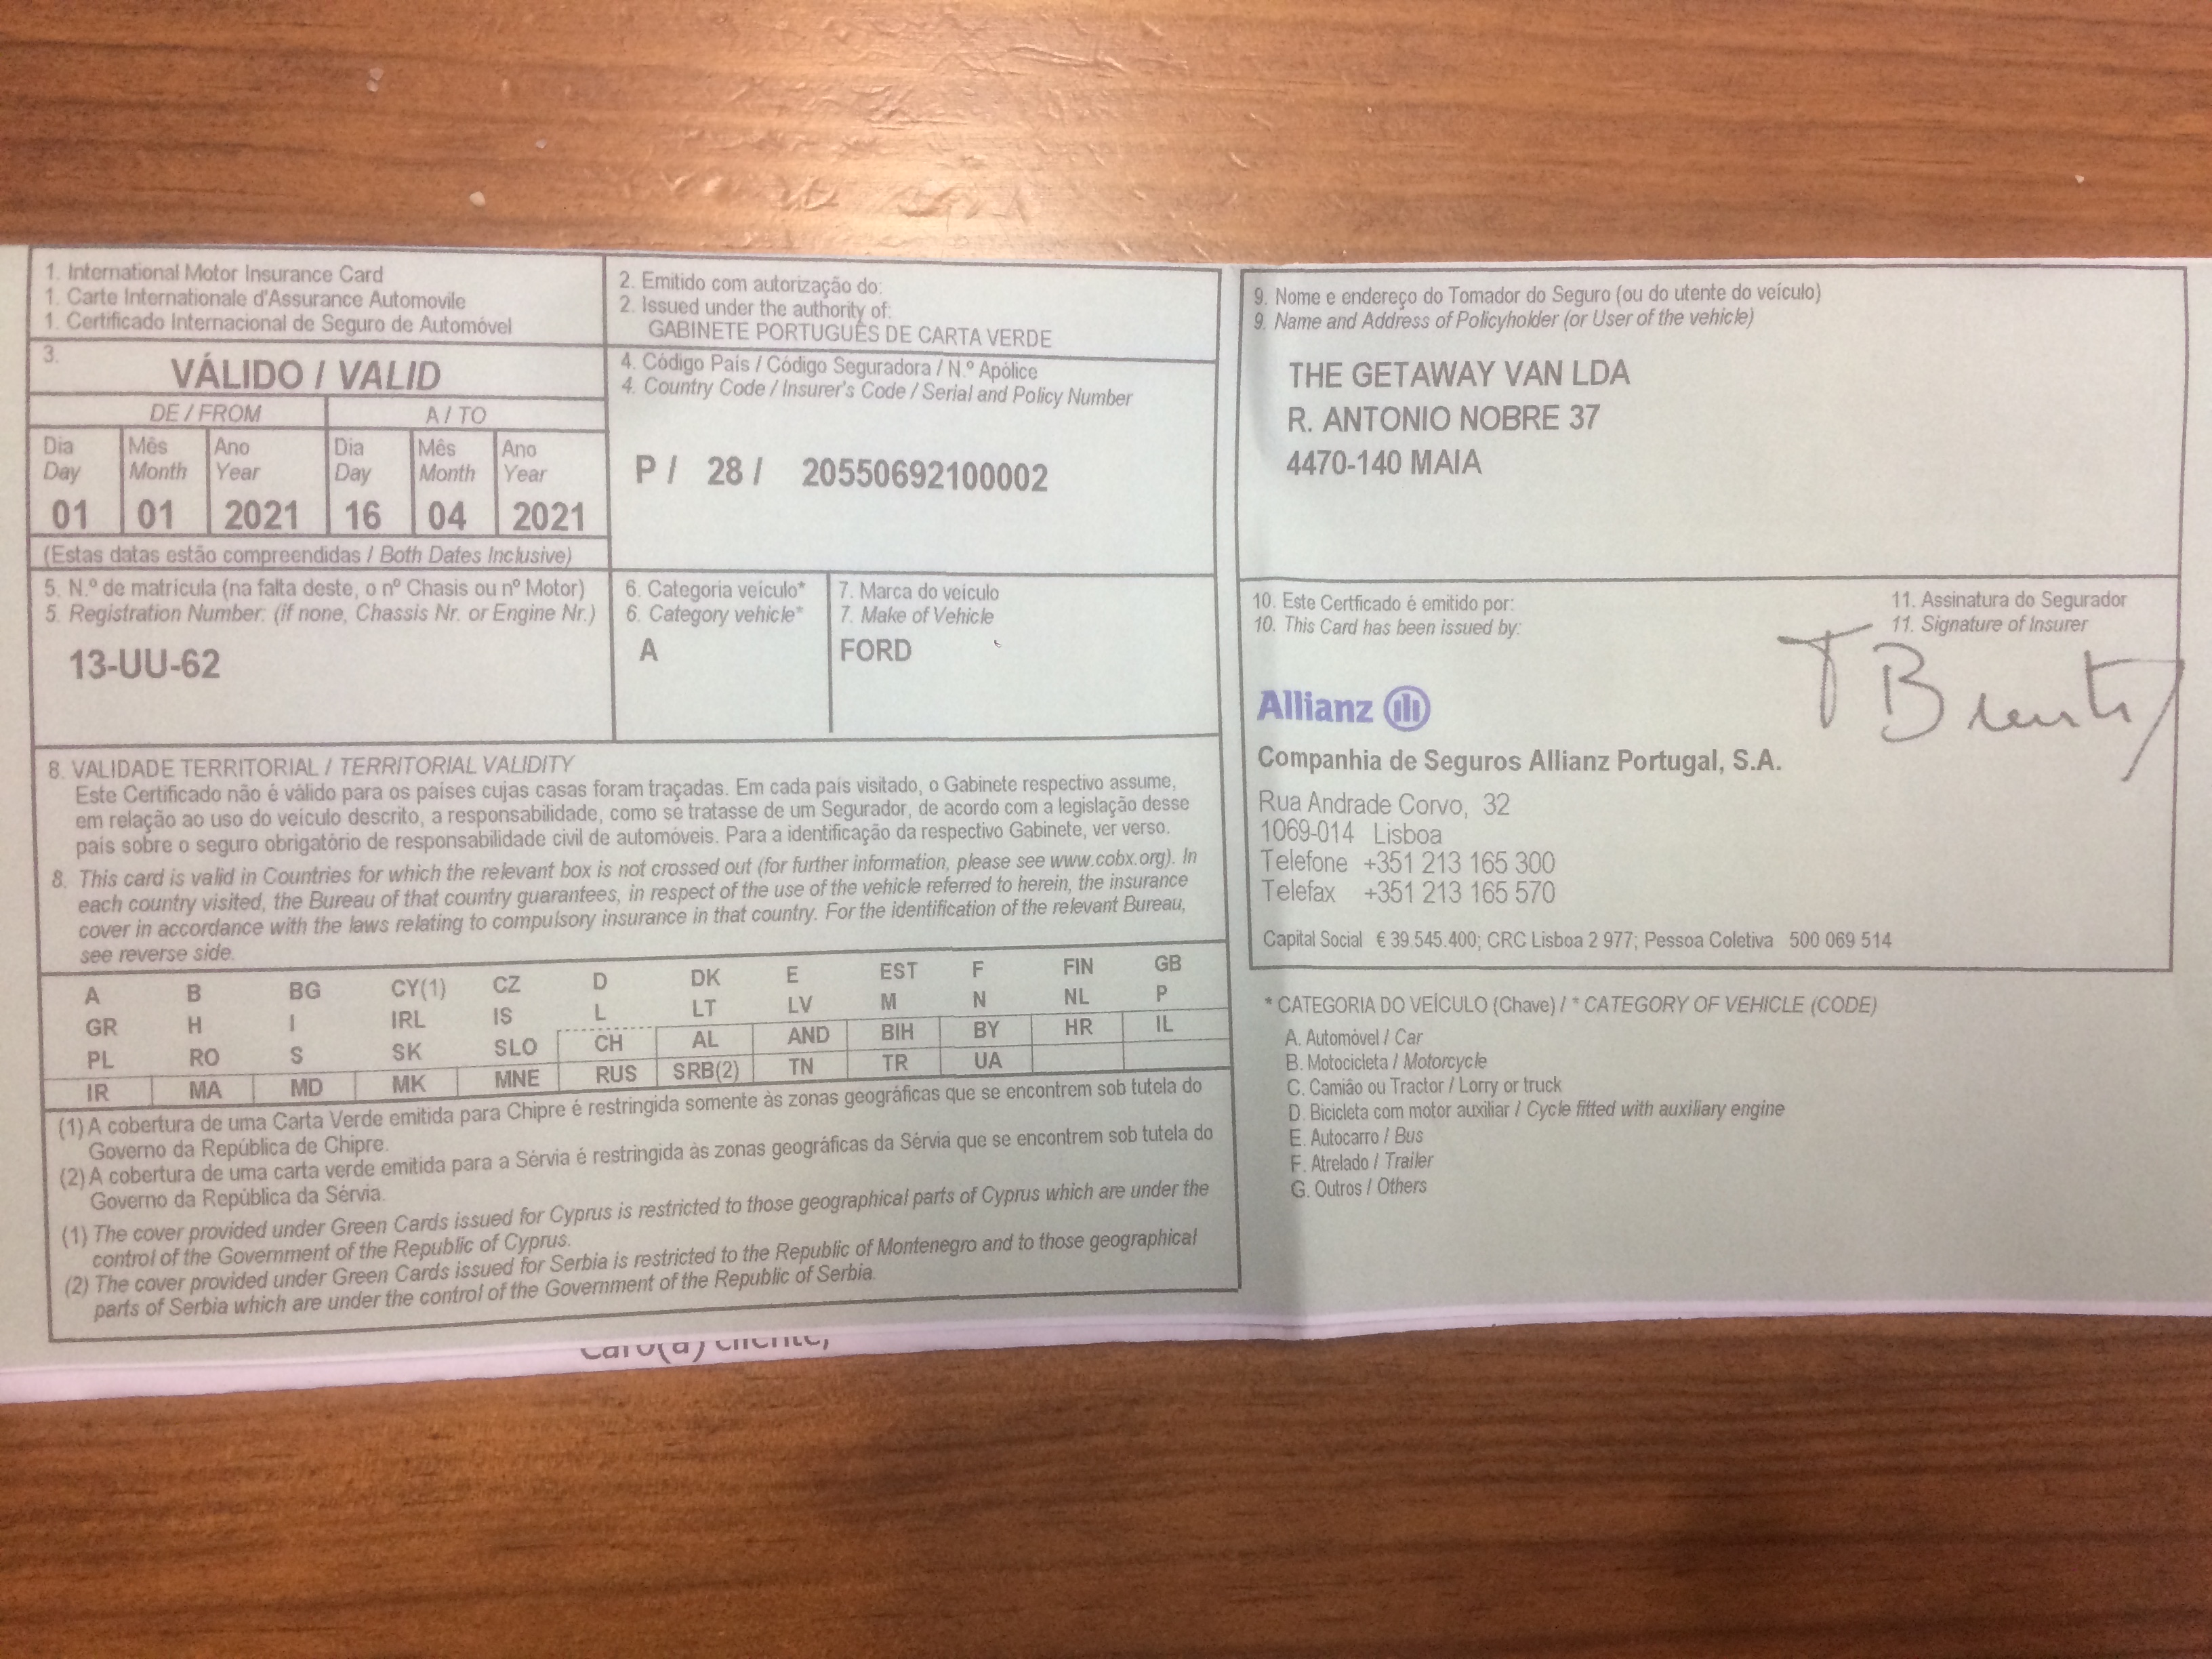 1. International Motor Insurance Card
1. Carte Internationale d'Assurance Automovile
1. Certificado Internacional de Seguro de Automóvel
2. Emitido com autorização do:
2. Issued under the authority of:
GABINETE PORTUGUÊS DE CARTA VERDE
3. VÁLIDO / VALID
DE / FROM A / TO
Dia Mês Ano Dia Mês Ano
Day Month Year Day Month Year
01 01 2021 16 04 2021
(Estas datas estão compreendidas / Both Dates Inclusive)
4. Código País / Código Seguradora / N.º Apólice
4. Country Code / Insurer's Code / Serial and Policy Number
P / 28 / 205506921000002
5. N.º de matrícula (na falta deste, o nº Chasis ou nº Motor)
5. Registration Number: (if none, Chassis Nr. or Engine Nr.)
13-UU-62
6. Categoria veículo*
6. Category vehicle*
A
7. Marca do veículo
7. Make of Vehicle
FORD
8. VALIDADE TERRITORIAL / TERRITORIAL VALIDITY
Este Certificado não é válido para os países cujas casas foram traçadas. Em cada país visitado, o Gabinete respectivo assume,
em relação ao uso do veículo descrito, a responsabilidade, como se tratasse de um Segurador, de acordo com a legislação desse
país sobre o seguro obrigatório de responsabilidade civil de automóveis. Para a identificação da respectivo Gabinete, ver verso.
8. This card is valid in Countries for which the relevant box is not crossed out (for further information, please see www.cobx.org). In
each country visited, the Bureau of that country guarantees, in respect of the use of the vehicle referred to herein, the insurance
cover in accordance with the laws relating to compulsory insurance in that country. For the identification of the relevant Bureau,
see reverse side.
A B BG CY(1) CZ D DK E EST F FIN GB
GR H I IRL IS L LT LV M N NL P
PL RO S SK SLO CH AL AND BIH BY HR IL
IR MA MD MK MNE RUS SRB(2) TN TR UA
(1) A cobertura de uma Carta Verde emitida para Chipre é restringida somente às zonas geográficas que se encontrem sob tutela do
Governo da República de Chipre.
(2) A cobertura de uma carta verde emitida para a Sérvia é restringida às zonas geográficas da Sérvia que se encontrem sob tutela do
Governo da República da Sérvia.
(1) The cover provided under Green Cards issued for Cyprus is restricted to those geographical parts of Cyprus which are under the
control of the Government of the Republic of Cyprus.
(2) The cover provided under Green Cards issued for Serbia is restricted to the Republic of Montenegro and to those geographical
parts of Serbia which are under the control of the Government of the Republic of Serbia.
9. Nome e endereço do Tomador do Seguro (ou do utente do veículo)
9. Name and Address of Policyholder (or User of the vehicle)
THE GETAWAY VAN LDA
R. ANTONIO NOBRE 37
4470-140 MAIA
10. Este Certficado é emitido por:
10. This Card has been issued by:
11. Assinatura do Segurador
11. Signature of Insurer
Allianz
Companhia de Seguros Allianz Portugal, S.A.
Rua Andrade Corvo, 32
1069-014 Lisboa
Telefone +351 213 165 300
Telefax +351 213 165 570
Capital Social € 39.545.400; CRC Lisboa 2 977; Pessoa Coletiva 500 069 514
* CATEGORIA DO VEÍCULO (Chave) / * CATEGORY OF VEHICLE (CODE)
A. Automóvel / Car
B. Motocicleta / Motorcycle
C. Camião ou Tractor / Lorry or truck
D. Bicicleta com motor auxiliar / Cycle fitted with auxiliary engine
E. Autocarro / Bus
F. Atrelado / Trailer
G. Outros / Others